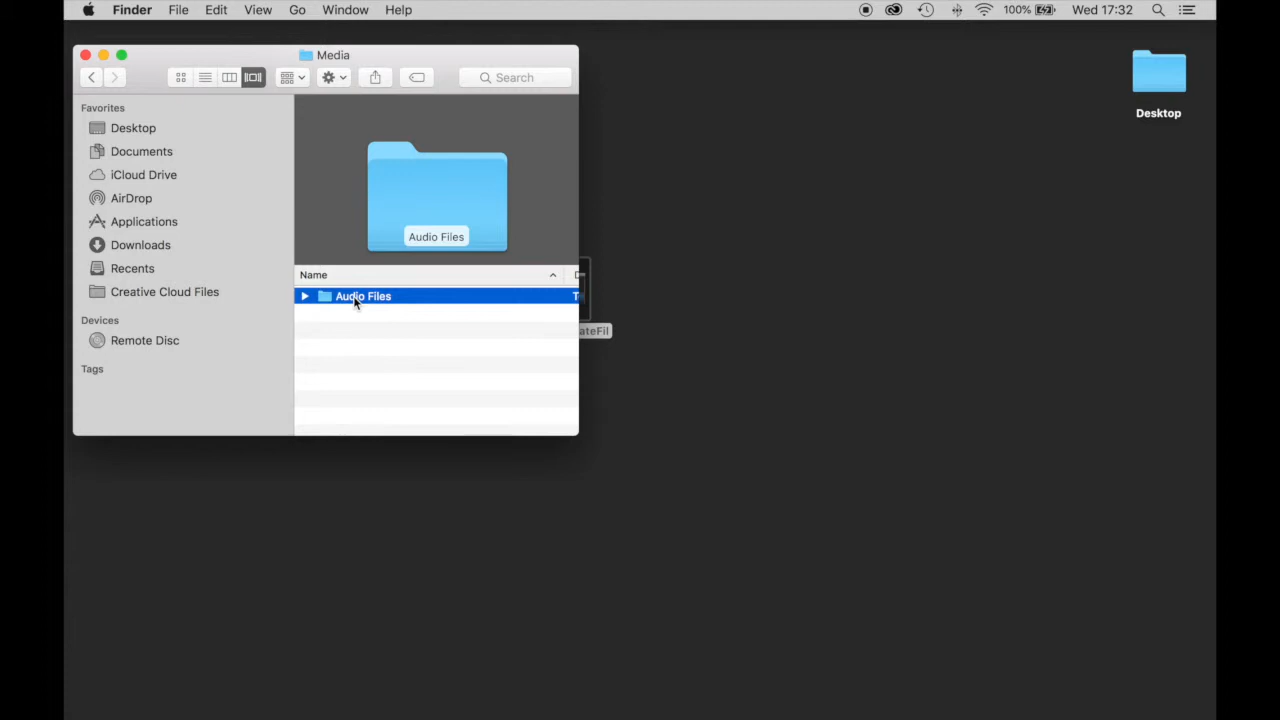 Finder File Edit View Go Window Help 100% Wed 17:32
Media
Search
Favorites
Desktop
Documents
iCloud Drive
AirDrop
Applications
Downloads
Recents
Creative Cloud Files
Devices
Remote Disc
Tags
Audio Files
Name
Audio Files
ateFil
Desktop